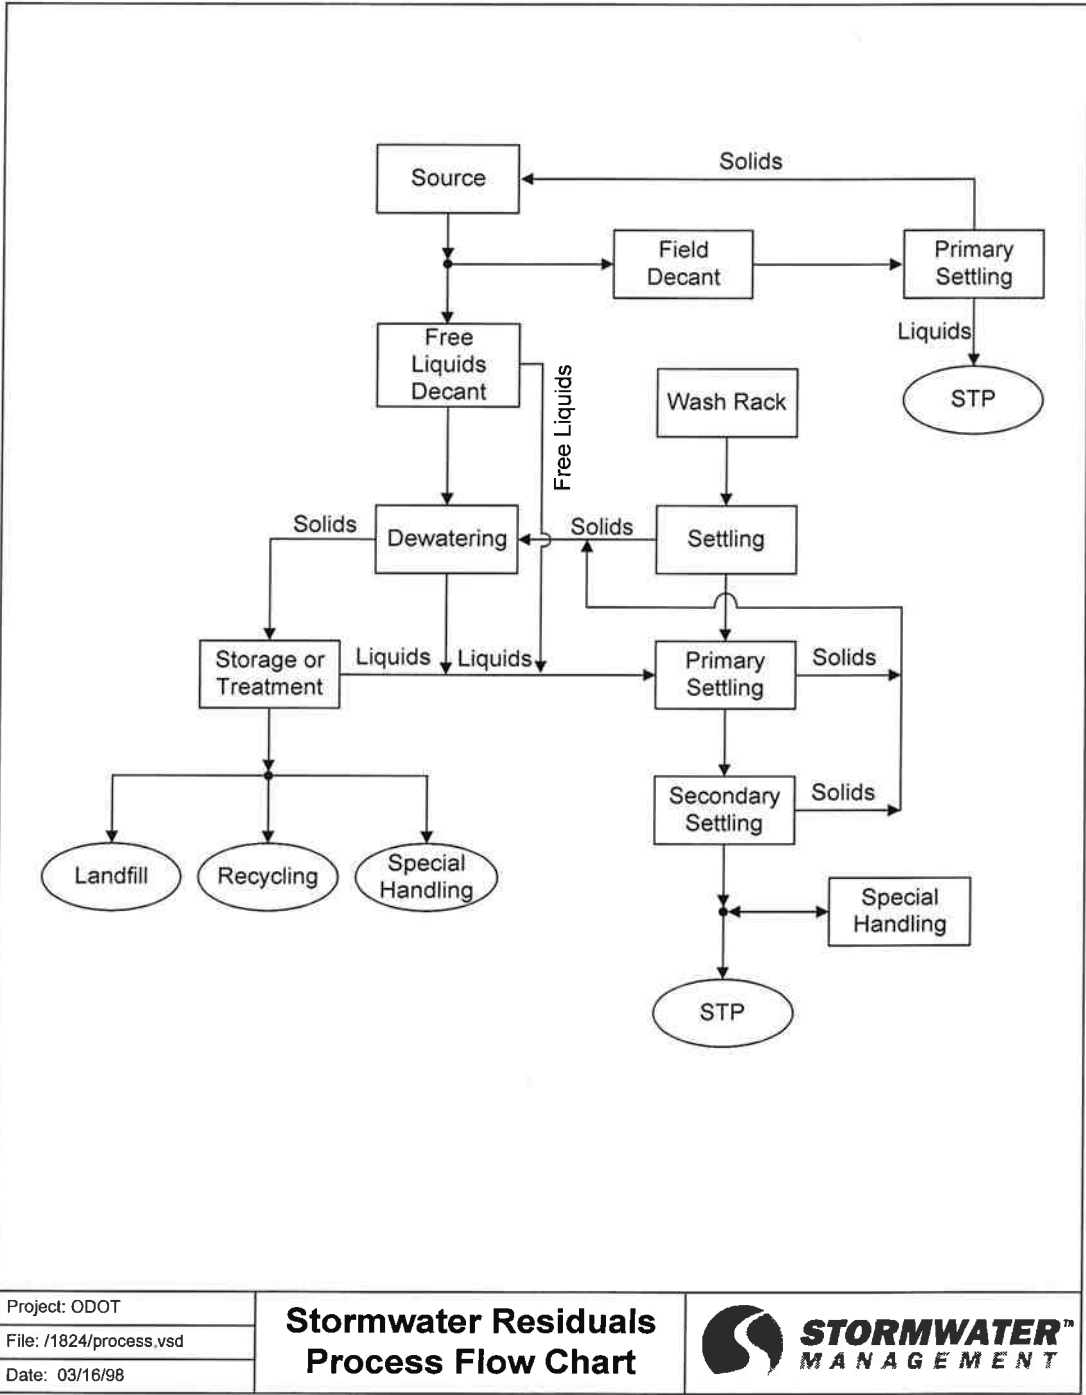 Source
Solids
Field
Decant
Primary
Settling
Liquids
STP
Free
Liquids
Decant
Free Liquids
Wash Rack
Solids
Dewatering
Solids
Settling
Storage or
Treatment
Liquids
Liquids
Primary
Settling
Solids
Secondary
Settling
Solids
Landfill
Recycling
Special
Handling
Special
Handling
STP
Project: ODOT
File: /1824/process.vsd
Date: 03/16/98
Stormwater Residuals
Process Flow Chart
STORMWATER™
MANAGEMENT